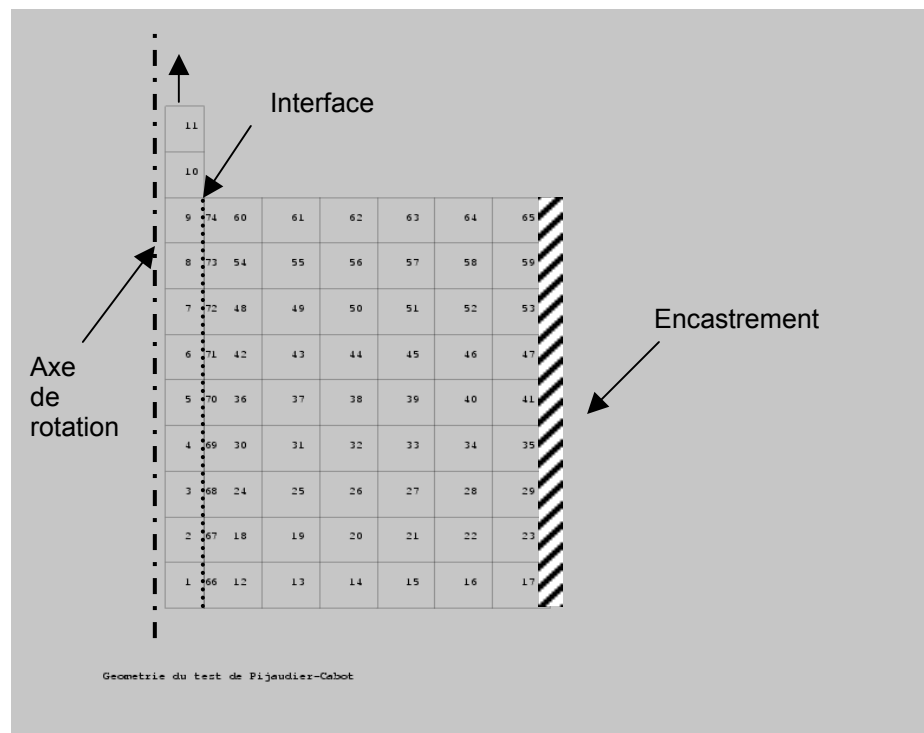 Interface
11
10
9 74 60 61 62 63 64 65
8 73 54 55 56 57 58 59
7 72 48 49 50 51 52 53
Encastrement
6 71 42 43 44 45 46 47
Axe
de
rotation
5 70 36 37 38 39 40 41
4 69 30 31 32 33 34 35
3 68 24 25 26 27 28 29
2 67 18 19 20 21 22 23
1 66 12 13 14 15 16 17
Geometrie du test de Pijaudier-Cabot